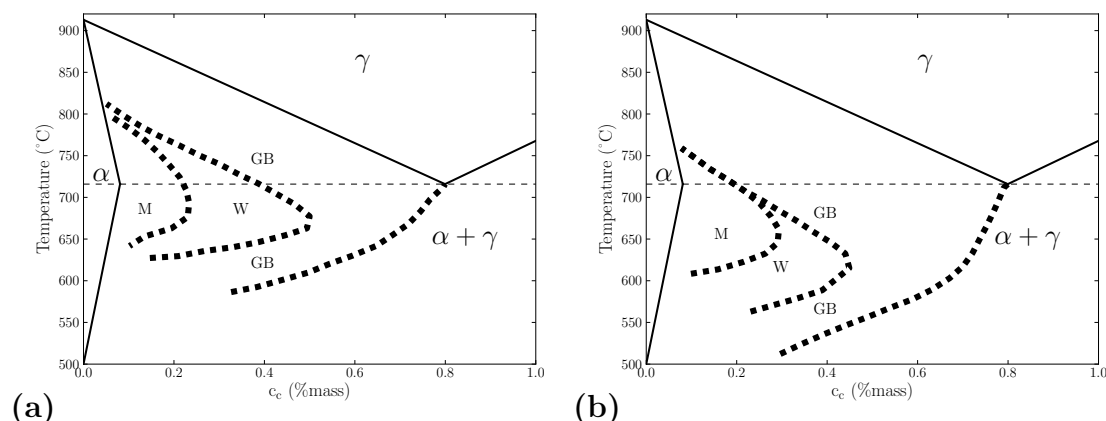 900
850
800
750
700
650
600
550
500
Temperature (°C)
γ
GB
α
M
W
α + γ
GB
0.0 0.2 0.4 0.6 0.8 1.0
c_c (%mass)
(a)
900
850
800
750
700
650
600
550
500
Temperature (°C)
γ
α
GB
M
α + γ
W
GB
0.0 0.2 0.4 0.6 0.8 1.0
c_c (%mass)
(b)